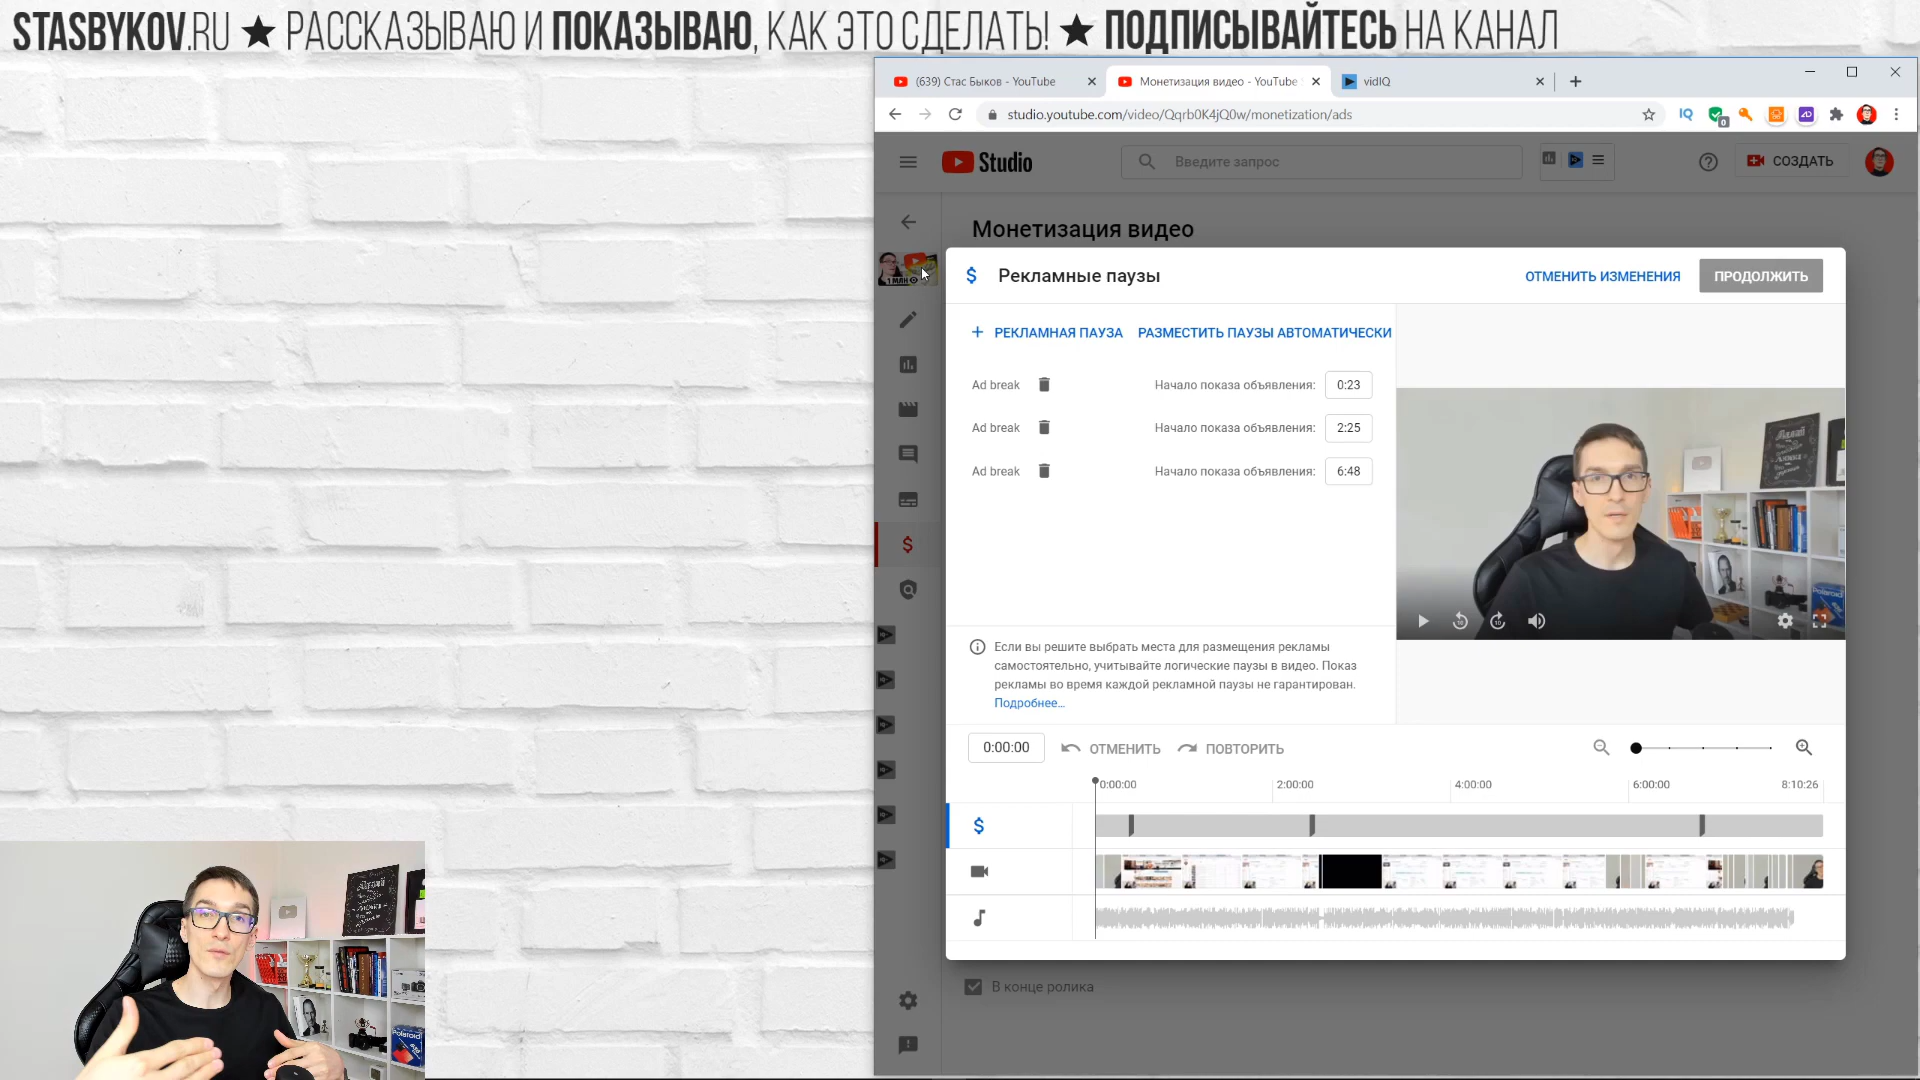 STASBYKOV.RU ★ РАССКАЗЫВАЮ И ПОКАЗЫВАЮ, КАК ЭТО СДЕЛАТЬ! ★ ПОДПИСЫВАЙТЕСЬ НА КАНАЛ
(639) Стас Быков - YouTube
Монетизация видео - YouTube
vidIQ
studio.youtube.com/video/Qqrb0K4jQ0w/monetization/ads
IQ
0
Studio
Введите запрос
СОЗДАТЬ
Монетизация видео
1 МЛН
$ Рекламные паузы
ОТМЕНИТЬ ИЗМЕНЕНИЯ
ПРОДОЛЖИТЬ
+ РЕКЛАМНАЯ ПАУЗА
РАЗМЕСТИТЬ ПАУЗЫ АВТОМАТИЧЕСКИ
Ad break Начало показа объявления: 0:23
Ad break Начало показа объявления: 2:25
Ad break Начало показа объявления: 6:48
Если вы решите выбрать места для размещения рекламы
самостоятельно, учитывайте логические паузы в видео. Показ
рекламы во время каждой рекламной паузы не гарантирован.
Подробнее…
0:00:00 ОТМЕНИТЬ ПОВТОРИТЬ
0:00:00 2:00:00 4:00:00 6:00:00 8:10:26
$
В конце ролика
Polaroid